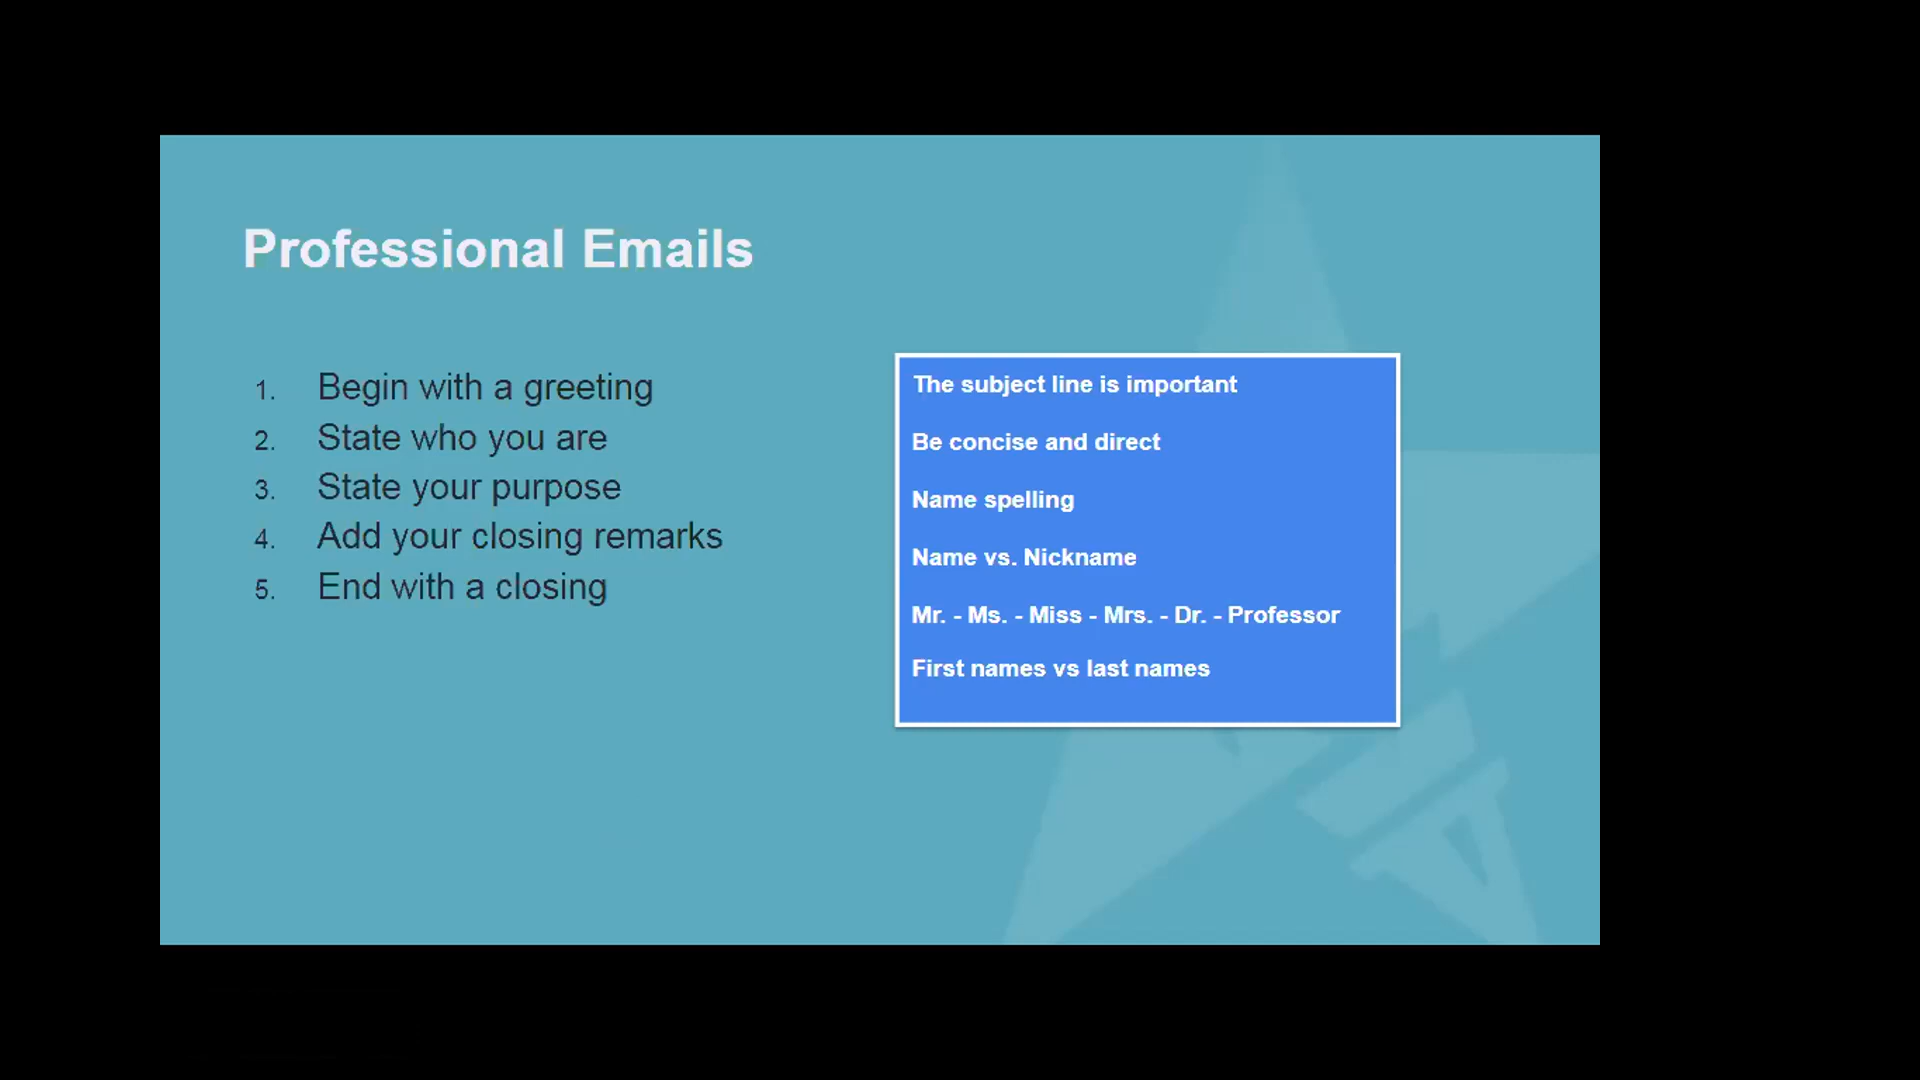 Professional Emails
1. Begin with a greeting
2. State who you are
3. State your purpose
4. Add your closing remarks
5. End with a closing
The subject line is important
Be concise and direct
Name spelling
Name vs. Nickname
Mr. - Ms. - Miss - Mrs. - Dr. - Professor
First names vs last names